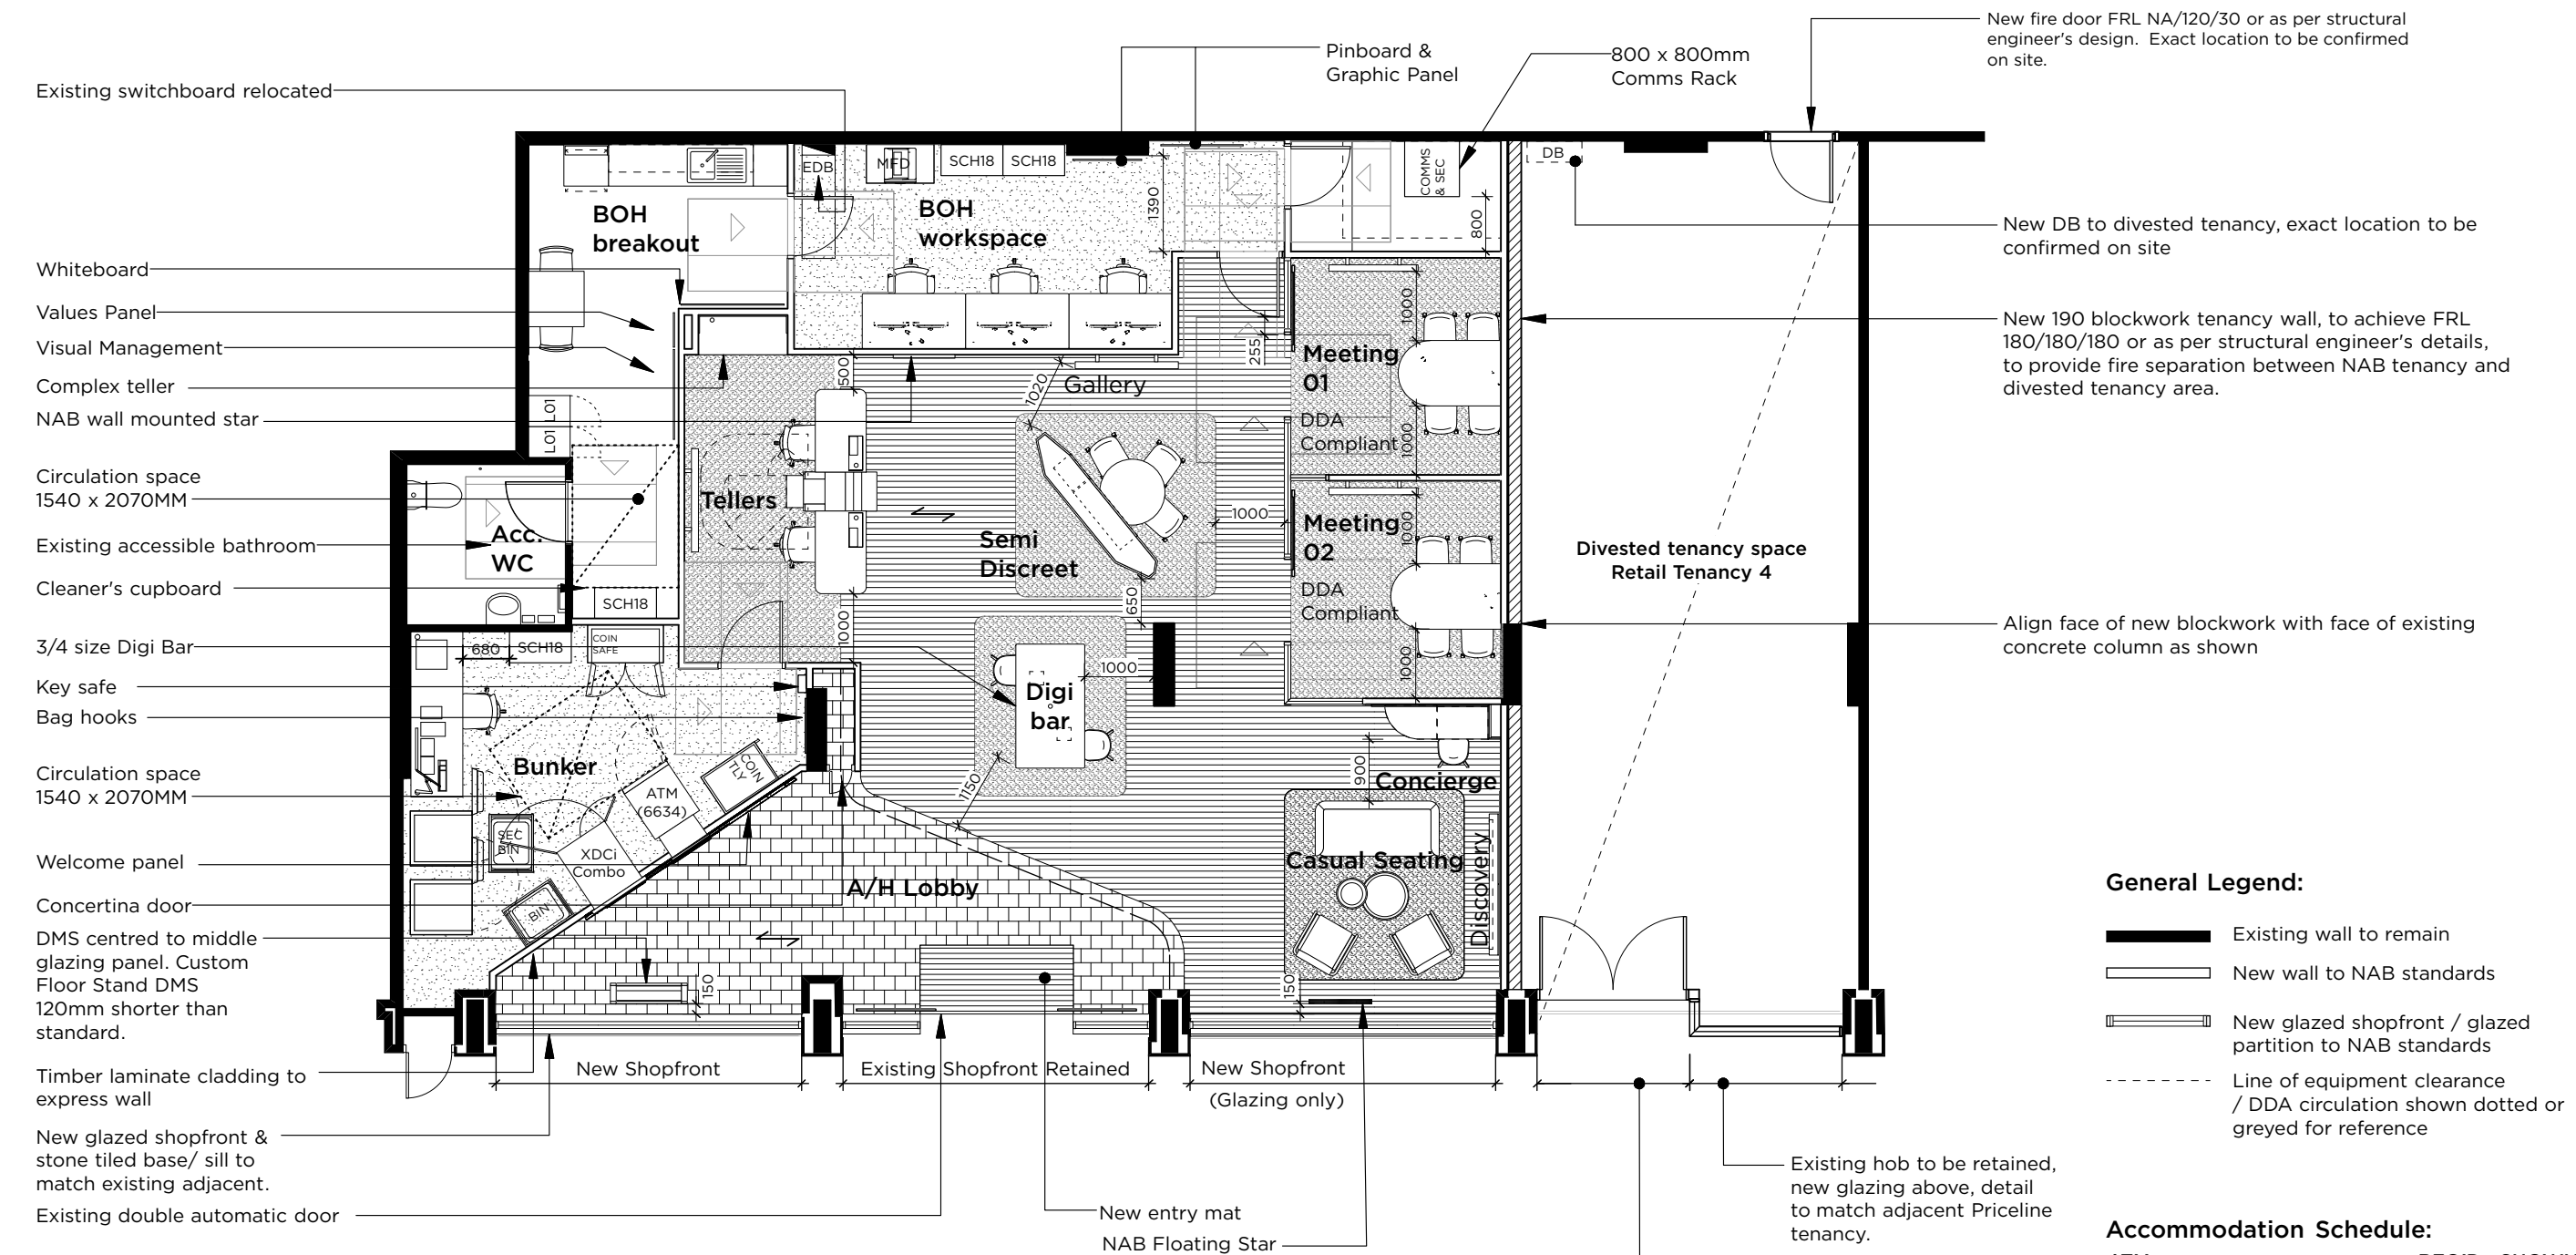 New fire door FRL NA/120/30 or as per structural
engineer's design. Exact location to be confirmed
on site.
Pinboard &
Graphic Panel
800 x 800mm
Comms Rack
Existing switchboard relocated
Whiteboard
Values Panel
Visual Management
Complex teller
NAB wall mounted star
Circulation space
1540 x 2070MM
Existing accessible bathroom
Cleaner's cupboard
3/4 size Digi Bar
Key safe
Bag hooks
Circulation space
1540 x 2070MM
Welcome panel
Concertina door
DMS centred to middle
glazing panel. Custom
Floor Stand DMS
120mm shorter than
standard.
Timber laminate cladding to
express wall
New glazed shopfront &
stone tiled base/ sill to
match existing adjacent.
Existing double automatic door
EDB
MFD
SCH18
SCH18
COMMS
& SEC
DB
BOH
breakout
BOH
workspace
1390
800
L01
L01
500
1020
Gallery
255
1000
Meeting
01
DDA
Compliant
1000
Tellers
Semi
Discreet
1000
Meeting
02
1000
DDA
Compliant
1000
Acc.
WC
SCH18
650
1000
680
SCH18
COIN
SAFE
1000
Digi
bar
Bunker
COIN
TLY
ATM
(6634)
SEC
BIN
XDCi
Combo
BIN
1150
900
Concierge
Casual Seating
Discovery
A/H Lobby
150
150
Divested tenancy space
Retail Tenancy 4
New Shopfront
Existing Shopfront Retained
New Shopfront
(Glazing only)
New entry mat
NAB Floating Star
New DB to divested tenancy, exact location to be
confirmed on site
New 190 blockwork tenancy wall, to achieve FRL
180/180/180 or as per structural engineer's details,
to provide fire separation between NAB tenancy and
divested tenancy area.
Align face of new blockwork with face of existing
concrete column as shown
Existing hob to be retained,
new glazing above, detail
to match adjacent Priceline
tenancy.
General Legend:
Existing wall to remain
New wall to NAB standards
New glazed shopfront / glazed
partition to NAB standards
Line of equipment clearance
/ DDA circulation shown dotted or
greyed for reference
Accommodation Schedule: